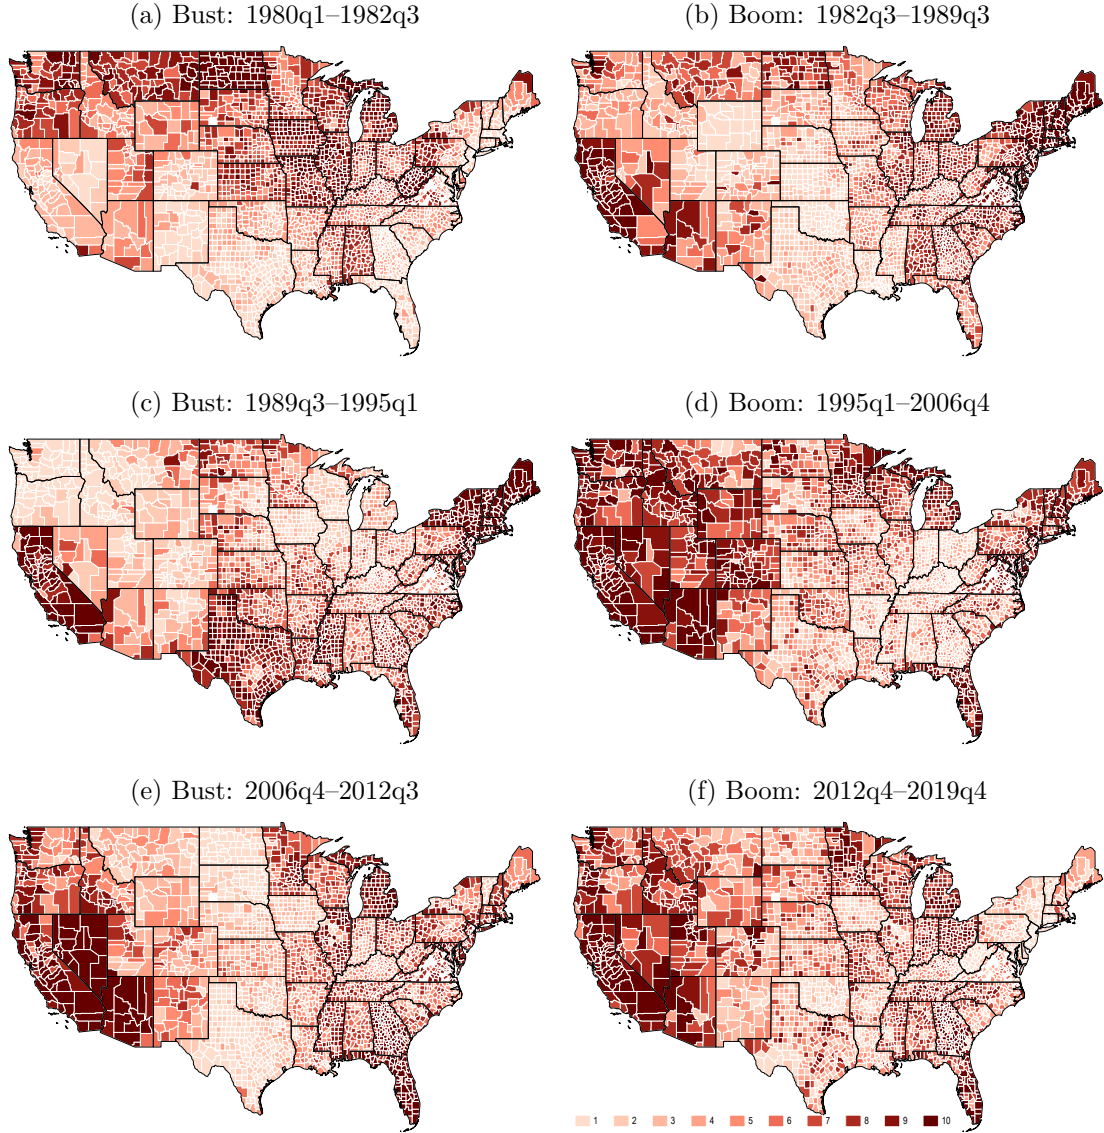 (a) Bust: 1980q1–1982q3
(b) Boom: 1982q3–1989q3
(c) Bust: 1989q3–1995q1
(d) Boom: 1995q1–2006q4
(e) Bust: 2006q4–2012q3
(f) Boom: 2012q4–2019q4
1 2 3 4 5 6 7 8 9 10